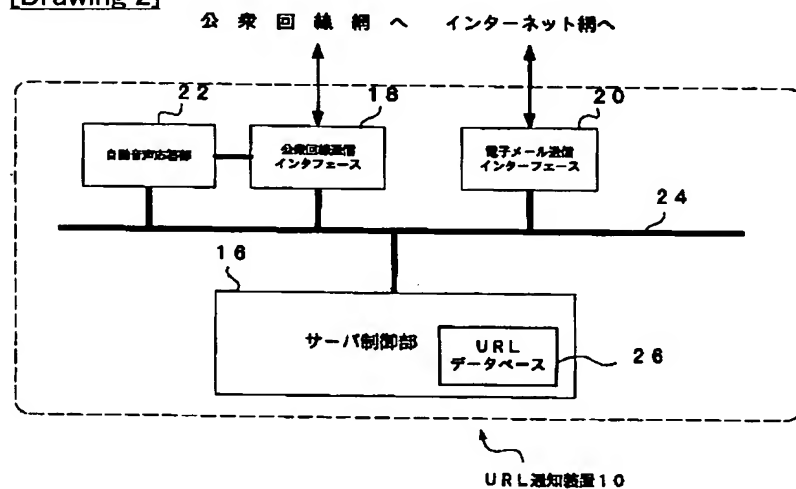 [Drawing 2]
公衆回線網へ インターネット網へ
22
18
20
自動音声応答部
公衆回線通信
インタフェース
電子メール送信
インターフェース
24
16
サーバ制御部
URL
データベース
26
URL通知装置10